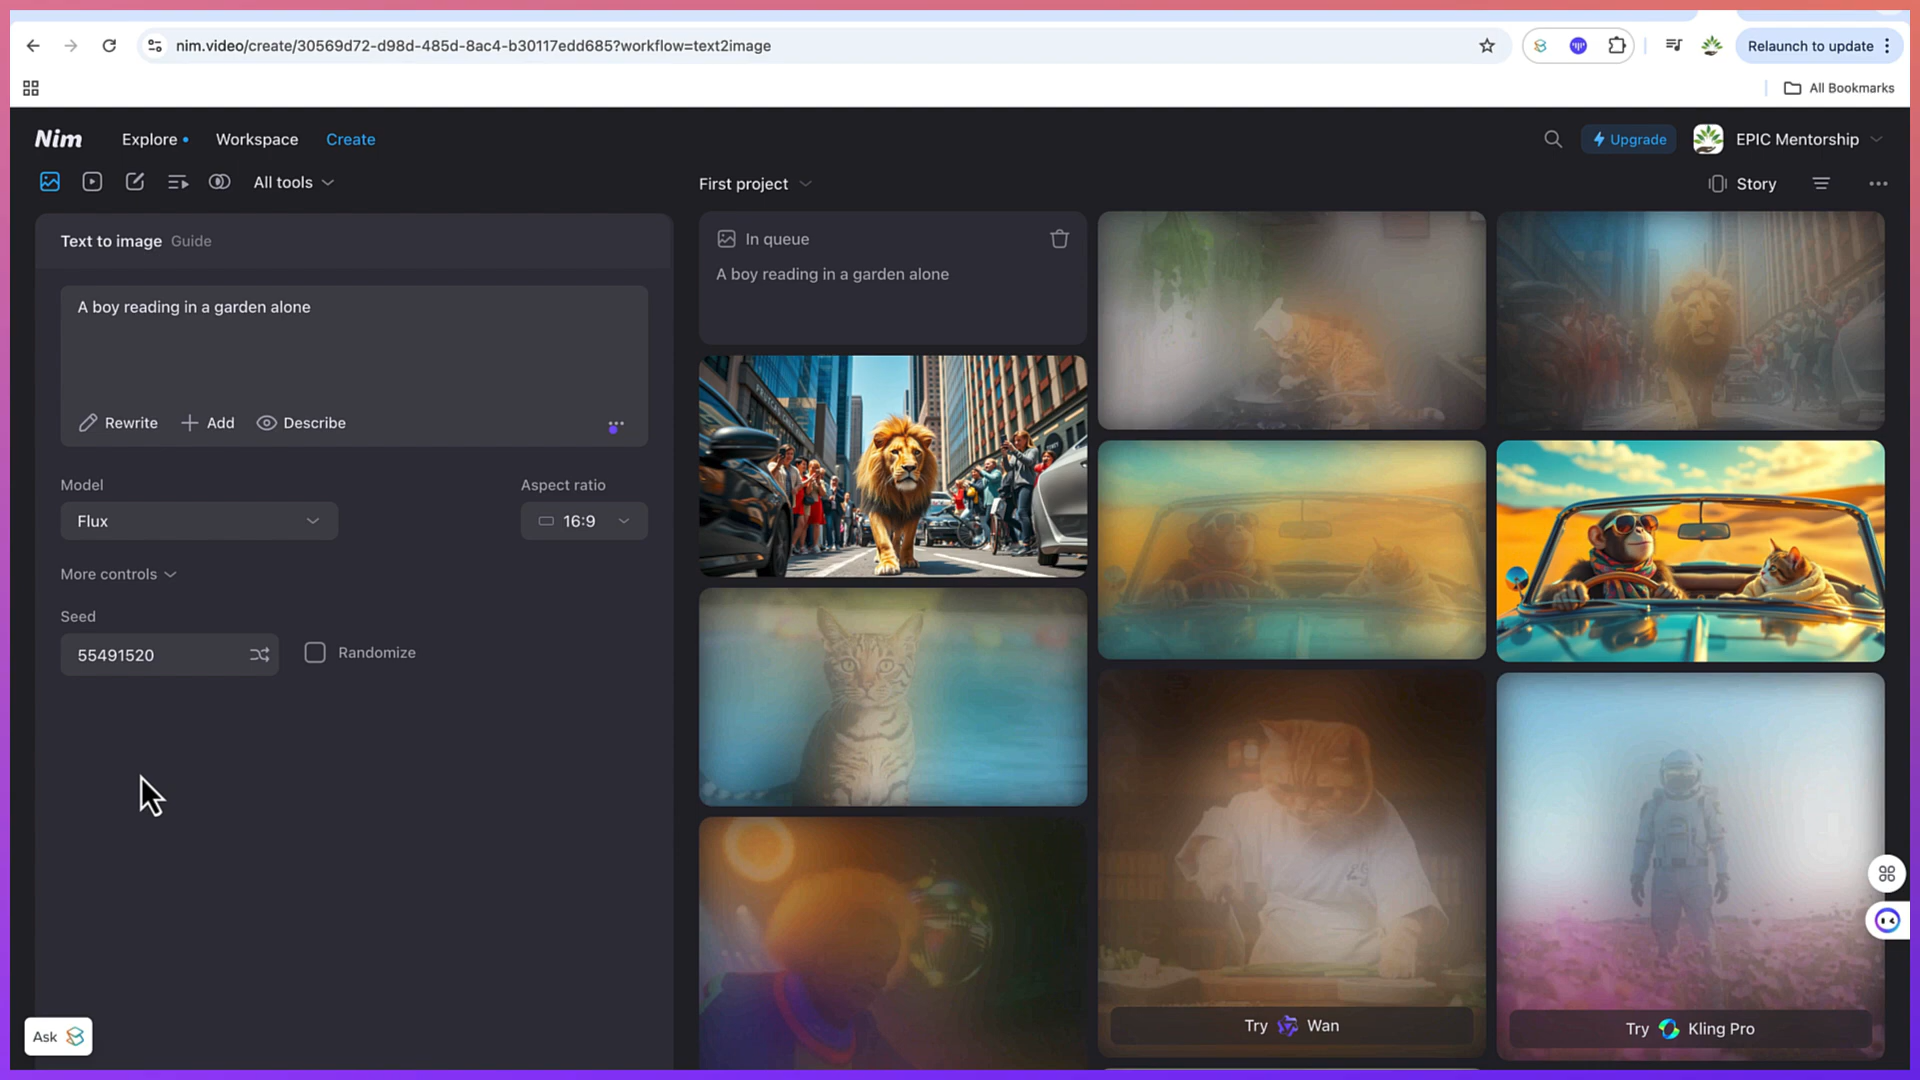 nim.video/create/30569d72-d98d-485d-8ac4-b30117edd685?workflow=text2image
Relaunch to update
All Bookmarks
Nim
Explore
Workspace
Create
Upgrade
EPIC Mentorship
All tools
First project
Story
Text to image
Guide
In queue
A boy reading in a garden alone
A boy reading in a garden alone
Rewrite
Add
Describe
Model
Aspect ratio
Flux
16:9
More controls
Seed
55491520
Randomize
Try Wan
Try Kling Pro
Ask